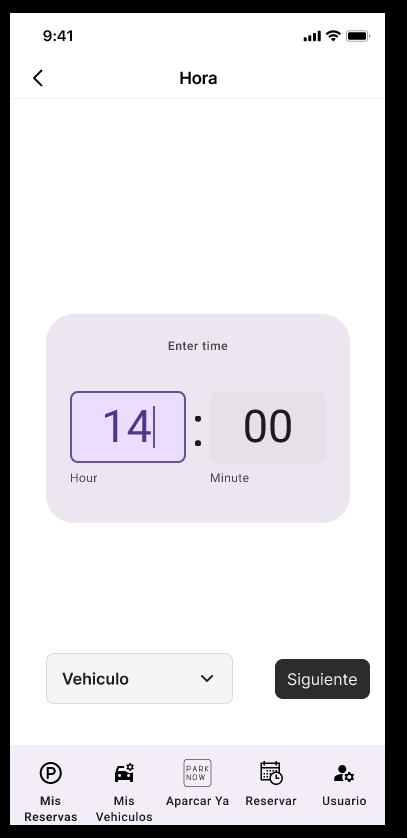 9:41
Hora
Enter time
14 : 00
Hour Minute
Vehiculo Siguiente
PARK
NOW
Mis Mis Aparcar Ya Reservar Usuario
Reservas Vehiculos